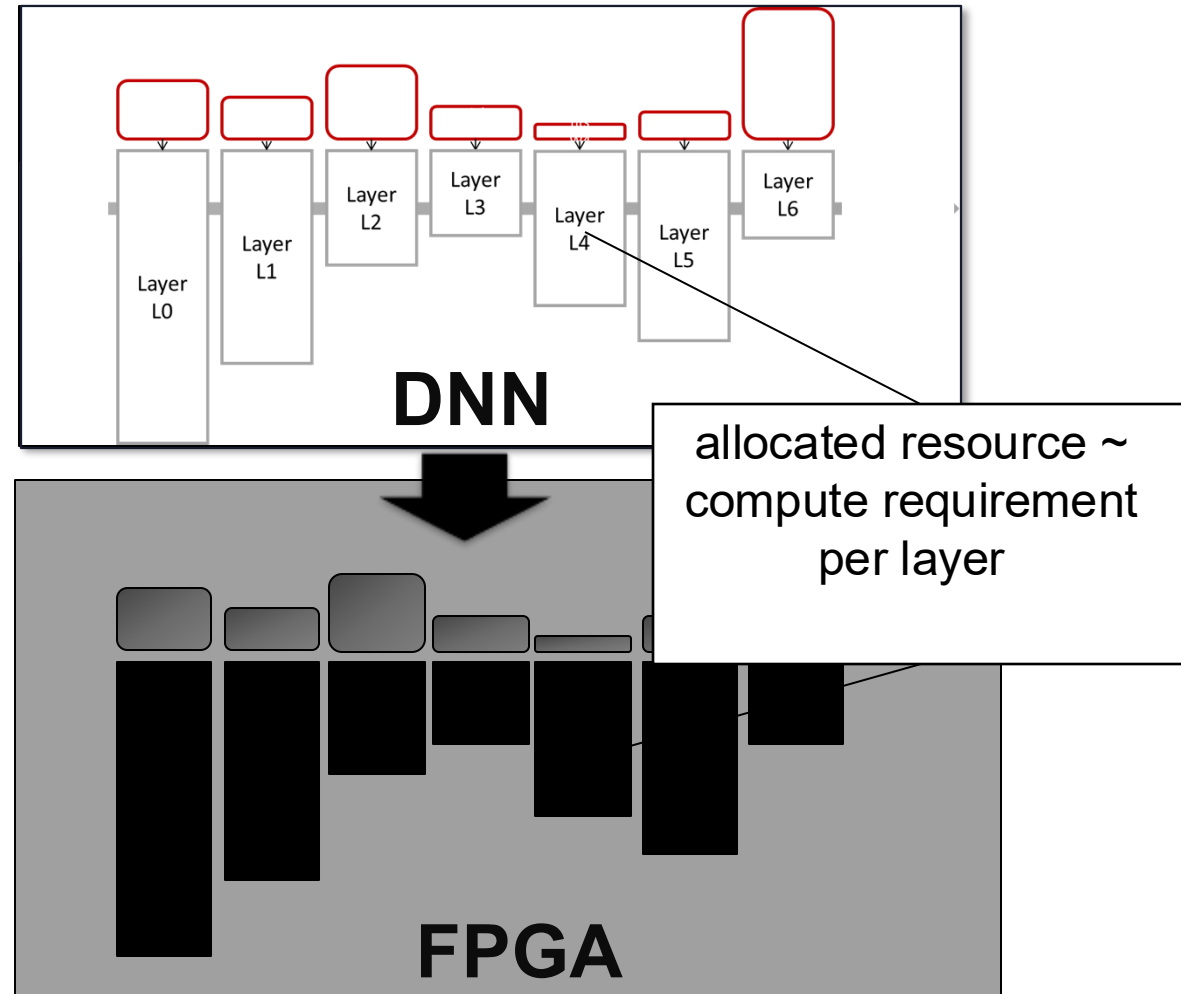 Layer
L0
Layer
L1
Layer
L2
Layer
L3
Layer
L4
Layer
L5
Layer
L6
DNN
allocated resource ~
compute requirement
per layer
FPGA